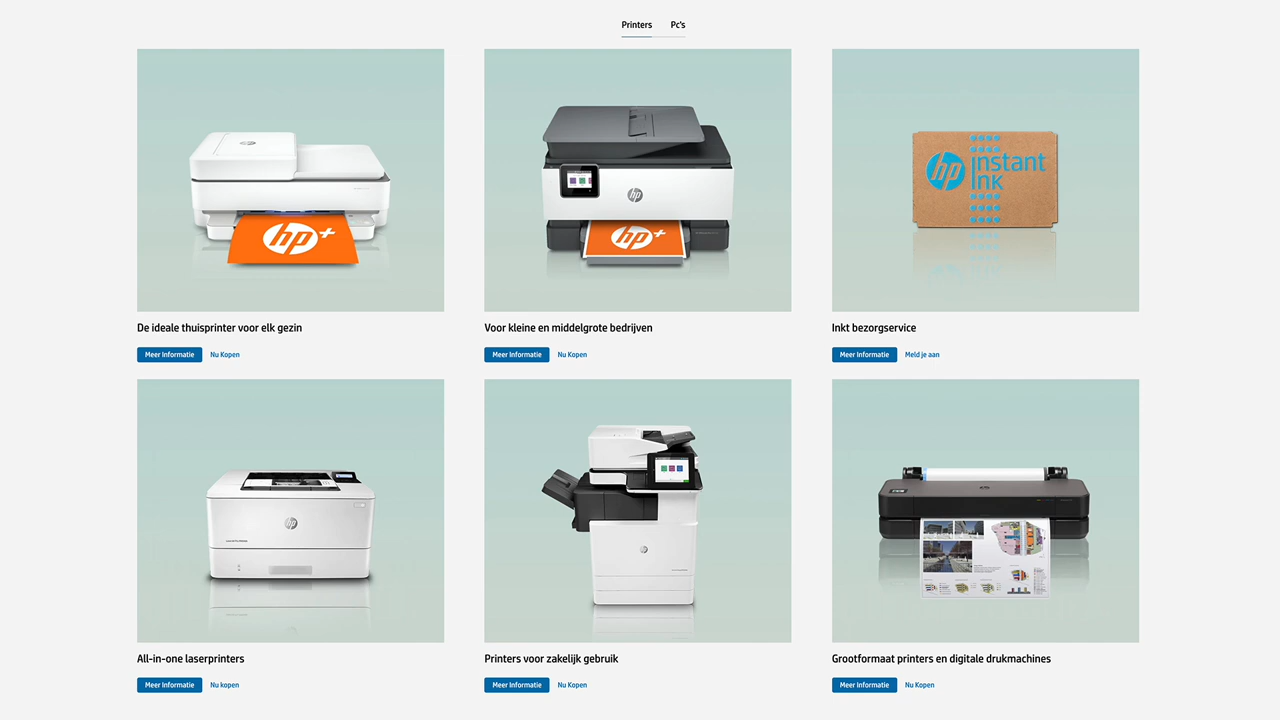 Printers Pc's
hp+
hp
hp+
hp instant
ink
De ideale thuisprinter voor elk gezin
Meer Informatie Nu Kopen
Voor kleine en middelgrote bedrijven
Meer Informatie Nu Kopen
Inkt bezorgservice
Meer Informatie Meld je aan
hp
hp
All-in-one laserprinters
Meer Informatie Nu kopen
Printers voor zakelijk gebruik
Meer Informatie Nu Kopen
Grootformaat printers en digitale drukmachines
Meer Informatie Nu Kopen